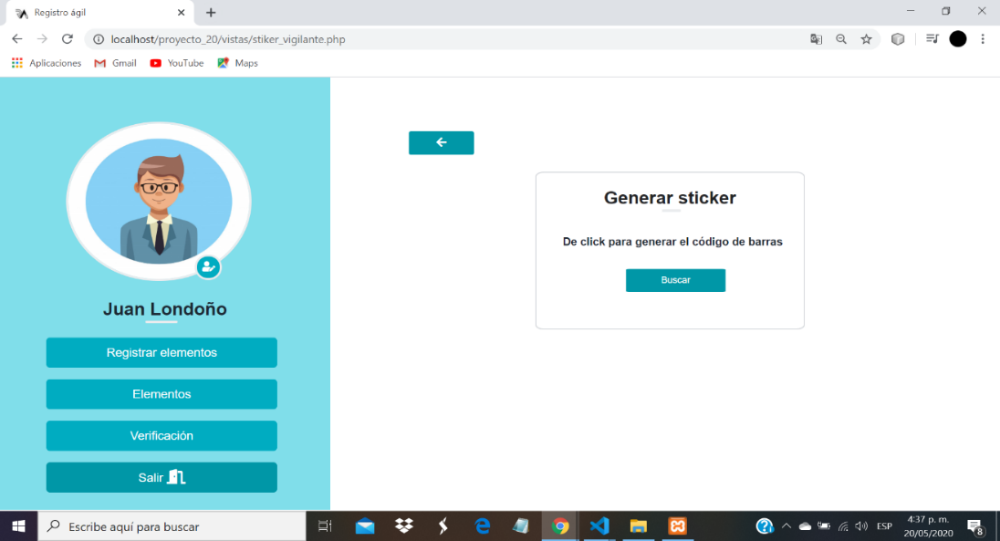 Registro ágil
localhost/proyecto_20/vistas/stiker_vigilante.php
Aplicaciones Gmail YouTube Maps
Generar sticker
De click para generar el código de barras
Buscar
Juan Londoño
Registrar elementos
Elementos
Verificación
Salir
Escribe aquí para buscar
ESP
4:37 p. m.
20/05/2020
8